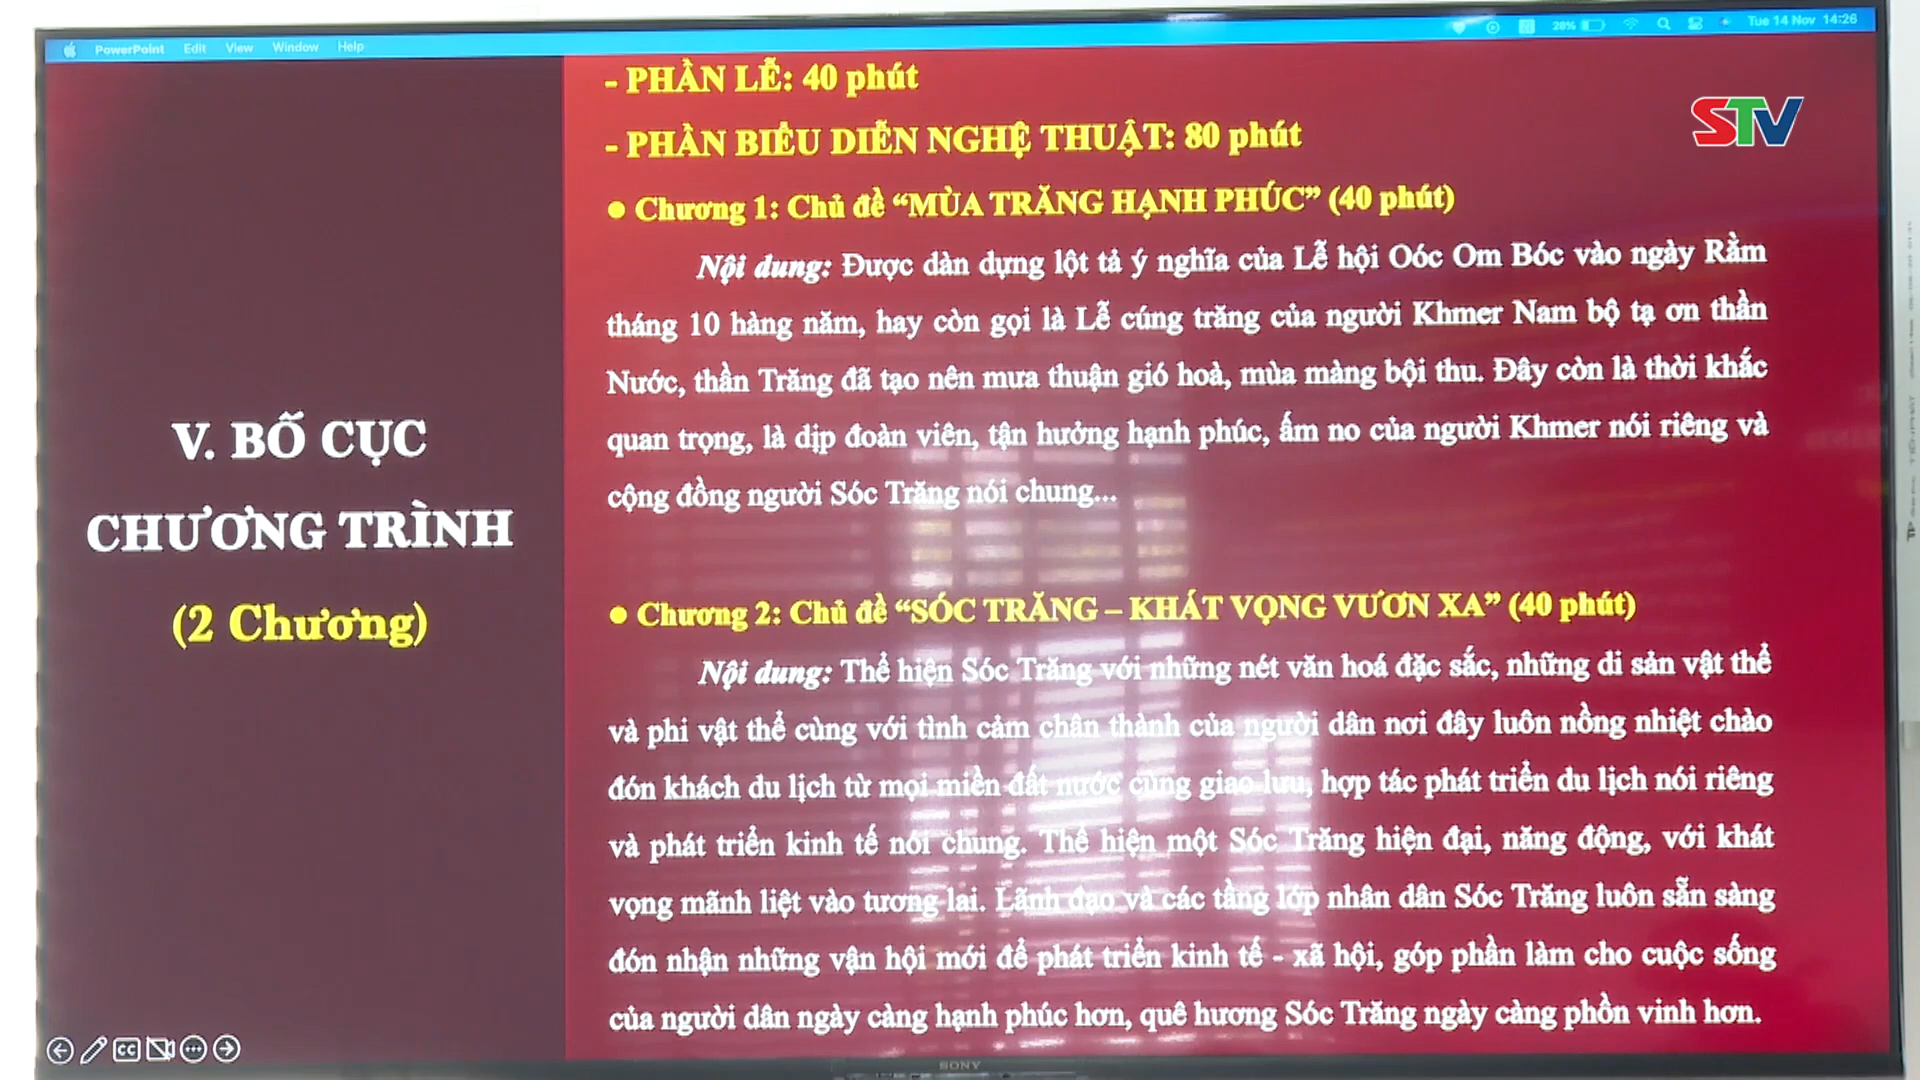 PowerPoint Edit View Window Help
28% Tue 14 Nov 14:26
STV
V. BỐ CỤC
CHƯƠNG TRÌNH
(2 Chương)
- PHẦN LỄ: 40 phút
- PHẦN BIỂU DIỄN NGHỆ THUẬT: 80 phút
● Chương 1: Chủ đề “MÙA TRĂNG HẠNH PHÚC” (40 phút)
Nội dung: Được dàn dựng lột tả ý nghĩa của Lễ hội Oóc Om Bóc vào ngày Rằm
tháng 10 hàng năm, hay còn gọi là Lễ cúng trăng của người Khmer Nam bộ tạ ơn thần
Nước, thần Trăng đã tạo nên mưa thuận gió hoà, mùa màng bội thu. Đây còn là thời khắc
quan trọng, là dịp đoàn viên, tận hưởng hạnh phúc, ấm no của người Khmer nói riêng và
cộng đồng người Sóc Trăng nói chung...
● Chương 2: Chủ đề “SÓC TRĂNG – KHÁT VỌNG VƯƠN XA” (40 phút)
Nội dung: Thể hiện Sóc Trăng với những nét văn hoá đặc sắc, những di sản vật thể
và phi vật thể cùng với tình cảm chân thành của người dân nơi đây luôn nồng nhiệt chào
đón khách du lịch từ mọi miền đất nước cùng giao lưu, hợp tác phát triển du lịch nói riêng
và phát triển kinh tế nói chung. Thể hiện một Sóc Trăng hiện đại, năng động, với khát
vọng mãnh liệt vào tương lai. Lãnh đạo và các tầng lớp nhân dân Sóc Trăng luôn sẵn sàng
đón nhận những vận hội mới để phát triển kinh tế - xã hội, góp phần làm cho cuộc sống
của người dân ngày càng hạnh phúc hơn, quê hương Sóc Trăng ngày càng phồn vinh hơn.
CC
SONY